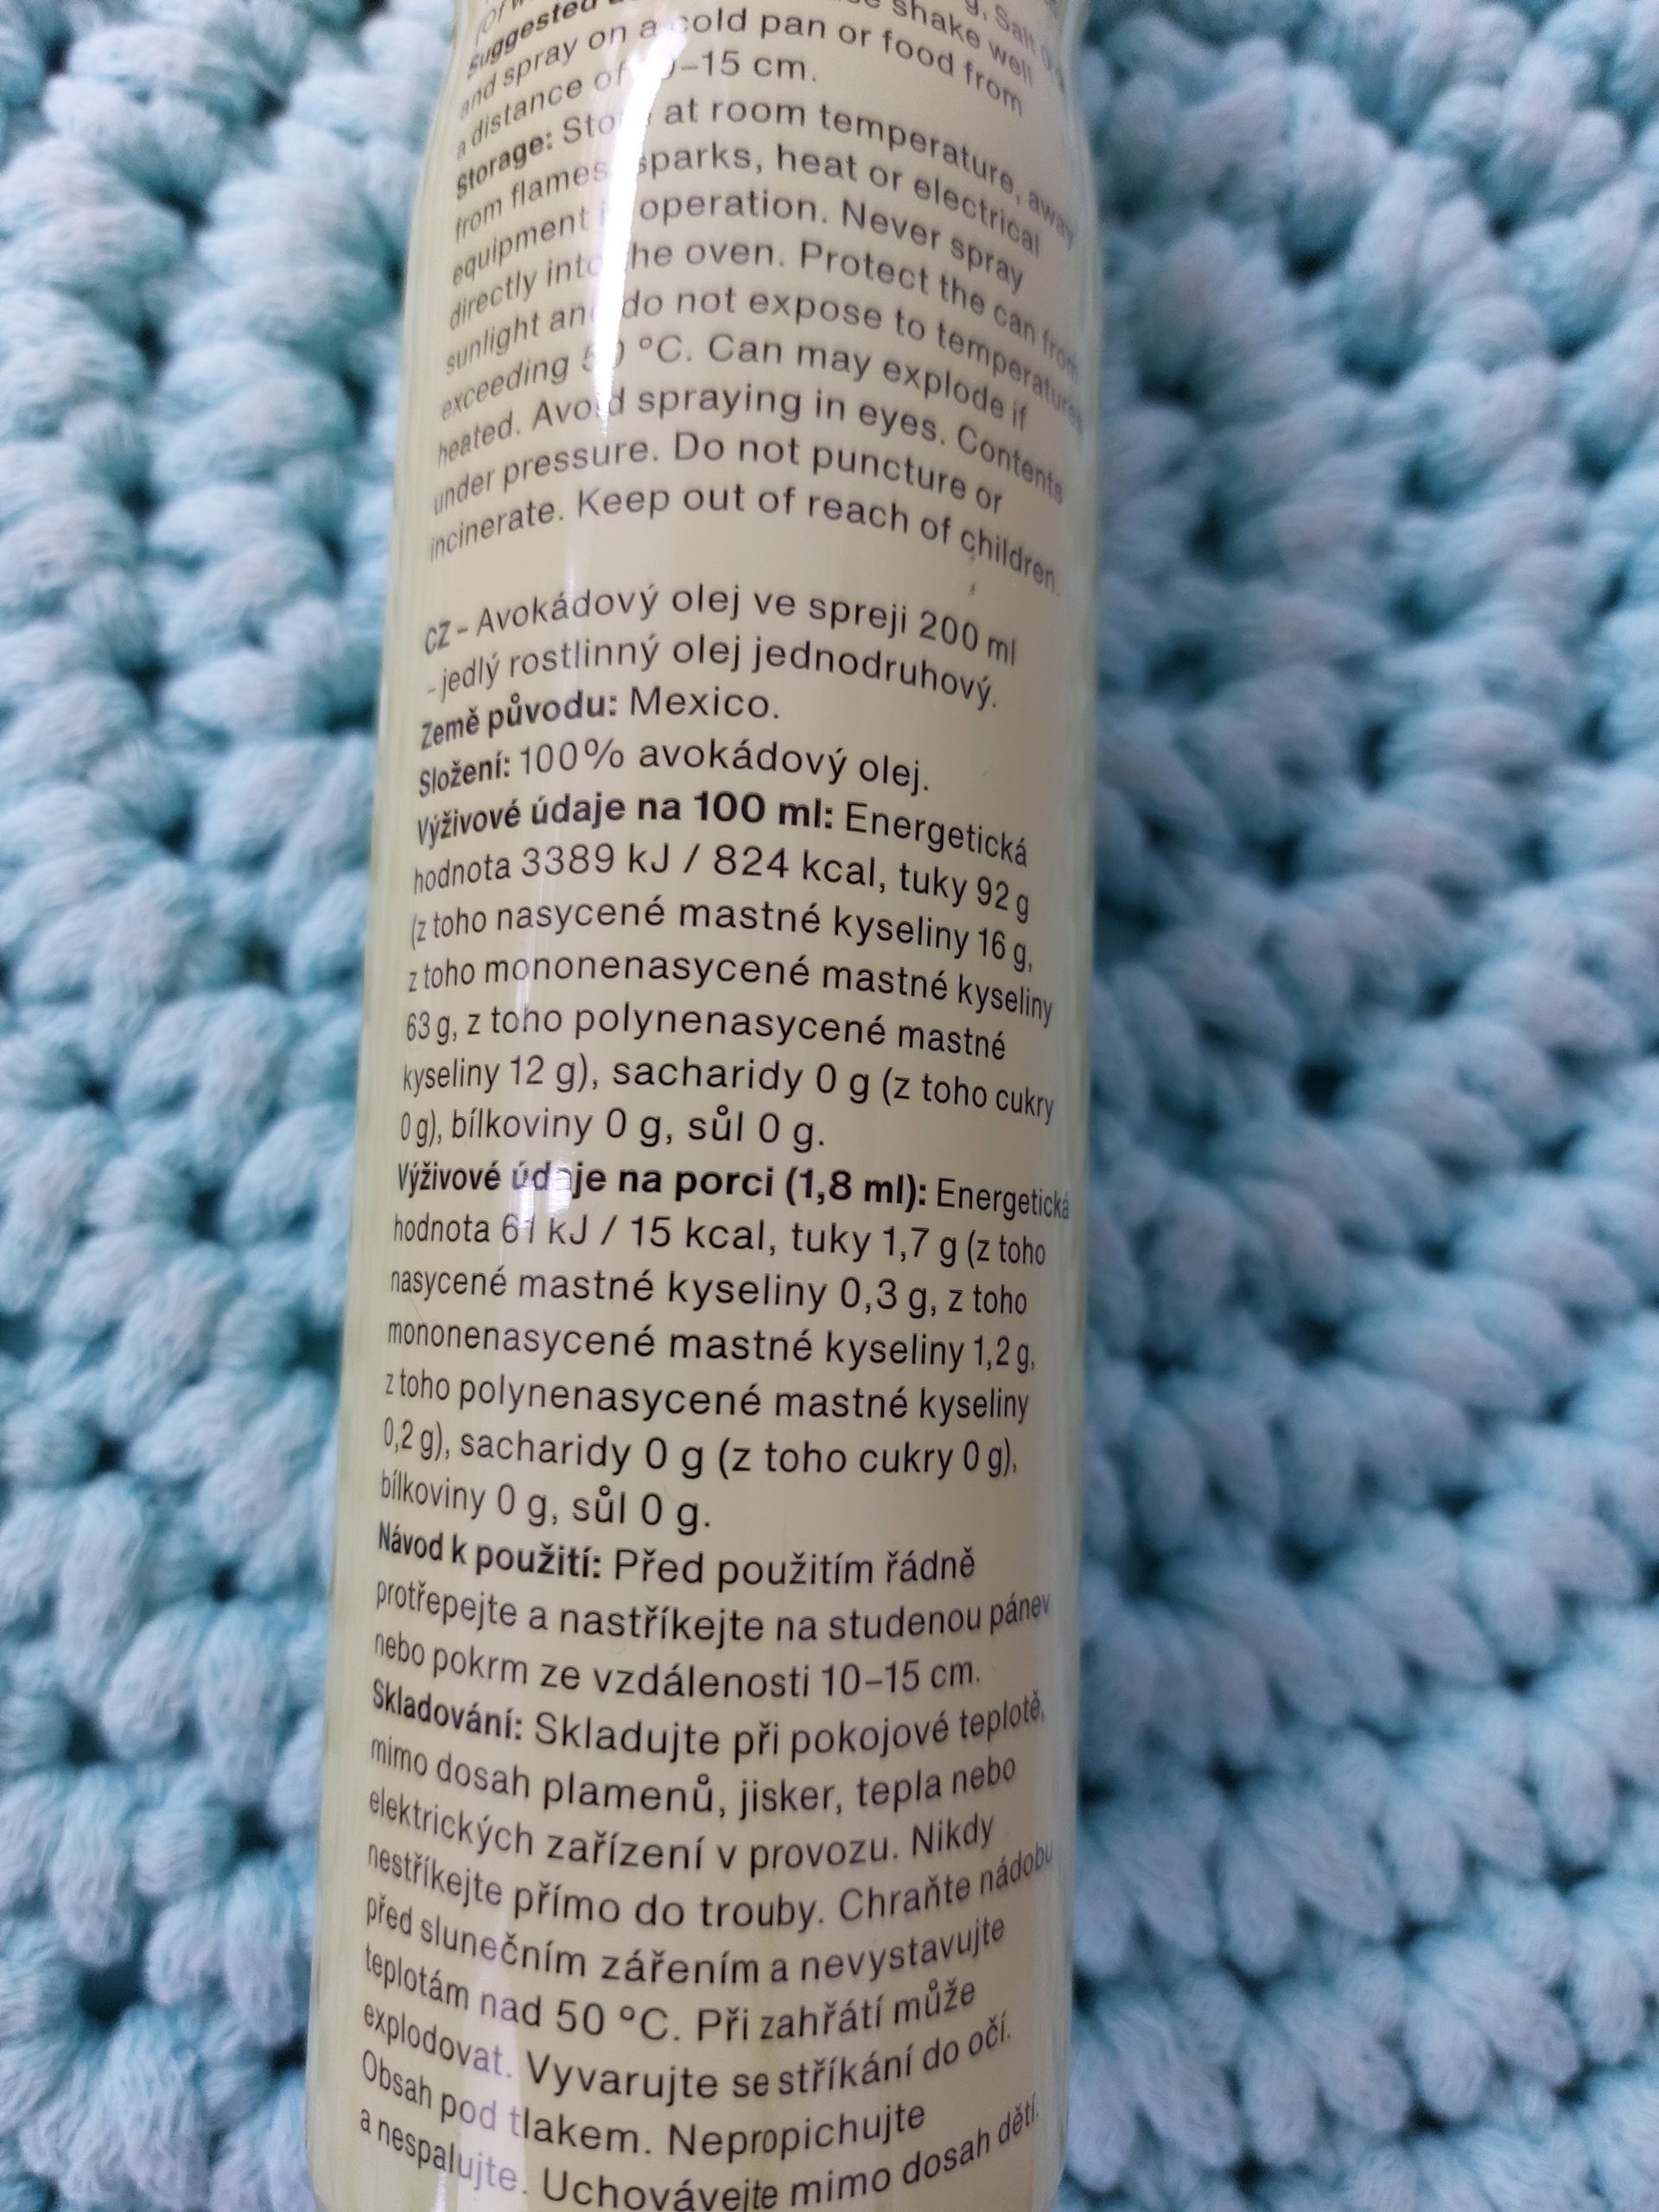 suggested
shake well
and spray on a cold pan or food from
a distance of –15 cm.
Storage: Store at room temperature, away
from flames, sparks, heat or electrical
equipment in operation. Never spray
directly into the oven. Protect the can from
sunlight and do not expose to temperatures
exceeding 50 °C. Can may explode if
heated. Avoid spraying in eyes. Contents
under pressure. Do not puncture or
incinerate. Keep out of reach of children.
CZ – Avokádový olej ve spreji 200 ml
- jedlý rostlinný olej jednodruhový.
Země původu: Mexico.
Složení: 100% avokádový olej.
Výživové údaje na 100 ml: Energetická
hodnota 3389 kJ / 824 kcal, tuky 92 g
(z toho nasycené mastné kyseliny 16 g,
z toho mononenasycené mastné kyseliny
63 g, z toho polynenasycené mastné
kyseliny 12 g), sacharidy 0 g (z toho cukry
0 g), bílkoviny 0 g, sůl 0 g.
Výživové údaje na porci (1,8 ml): Energetická
hodnota 61 kJ / 15 kcal, tuky 1,7 g (z toho
nasycené mastné kyseliny 0,3 g, z toho
mononenasycené mastné kyseliny 1,2 g,
z toho polynenasycené mastné kyseliny
0,2 g), sacharidy 0 g (z toho cukry 0 g),
bílkoviny 0 g, sůl 0 g.
Návod k použití: Před použitím řádně
protřepejte a nastříkejte na studenou pánev
nebo pokrm ze vzdálenosti 10–15 cm.
Skladování: Skladujte při pokojové teplotě,
mimo dosah plamenů, jisker, tepla nebo
elektrických zařízení v provozu. Nikdy
nestříkejte přímo do trouby. Chraňte nádobu
před slunečním zářením a nevystavujte
teplotám nad 50 °C. Při zahřátí může
explodovat. Vyvarujte se stříkání do očí.
Obsah pod tlakem. Nepropichujte
a nespalujte. Uchovávejte mimo dosah dětí.